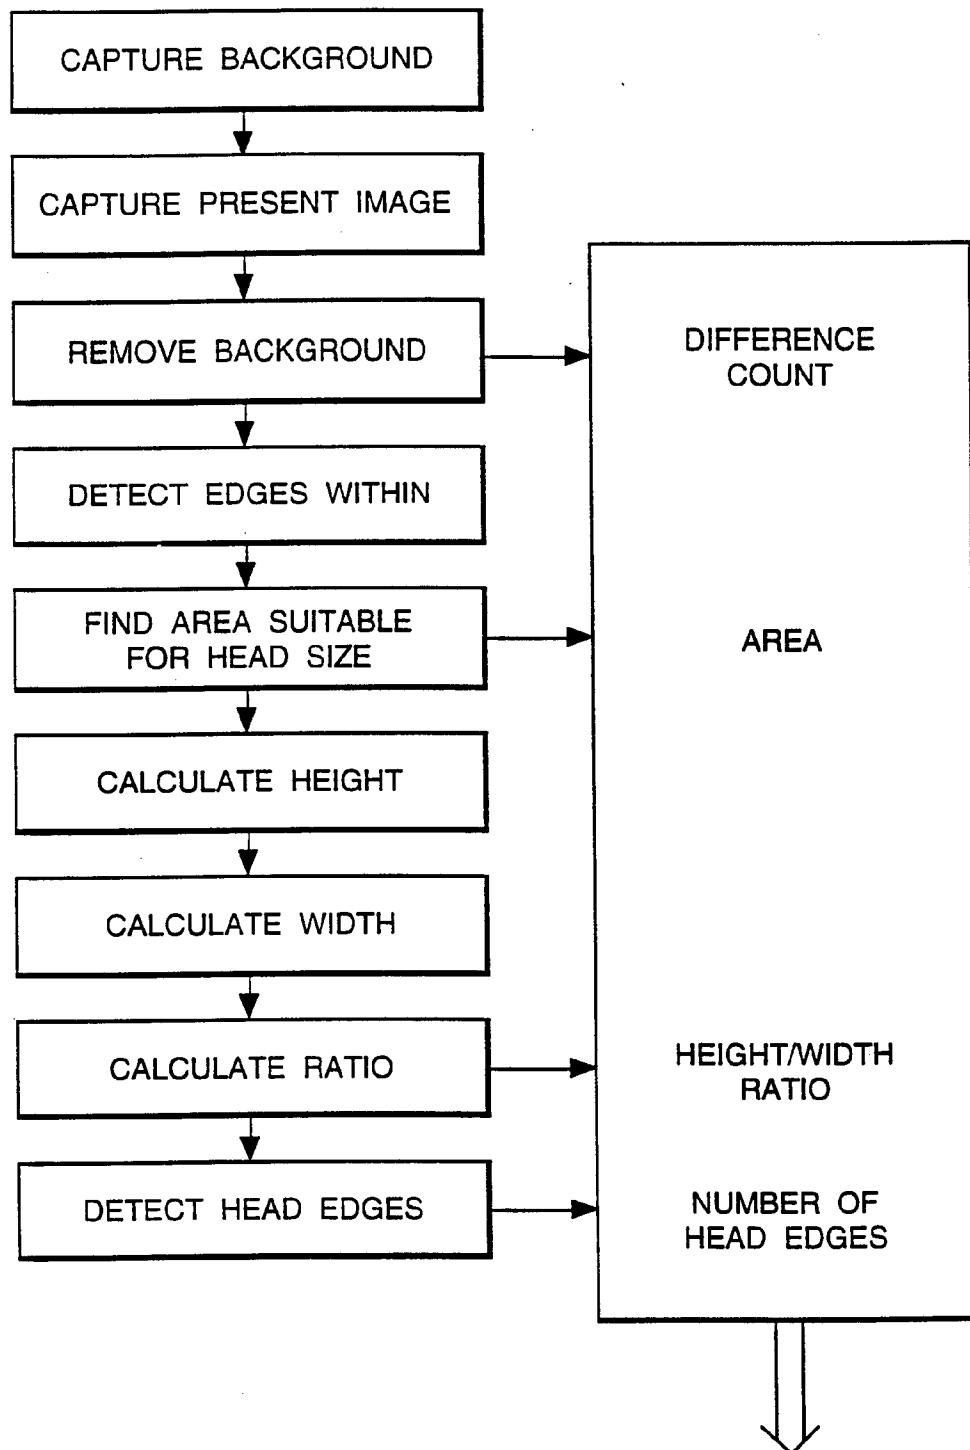 CAPTURE BACKGROUND
CAPTURE PRESENT IMAGE
REMOVE BACKGROUND
DETECT EDGES WITHIN
FIND AREA SUITABLE
FOR HEAD SIZE
CALCULATE HEIGHT
CALCULATE WIDTH
CALCULATE RATIO
DETECT HEAD EDGES
DIFFERENCE
COUNT
AREA
HEIGHT/WIDTH
RATIO
NUMBER OF
HEAD EDGES